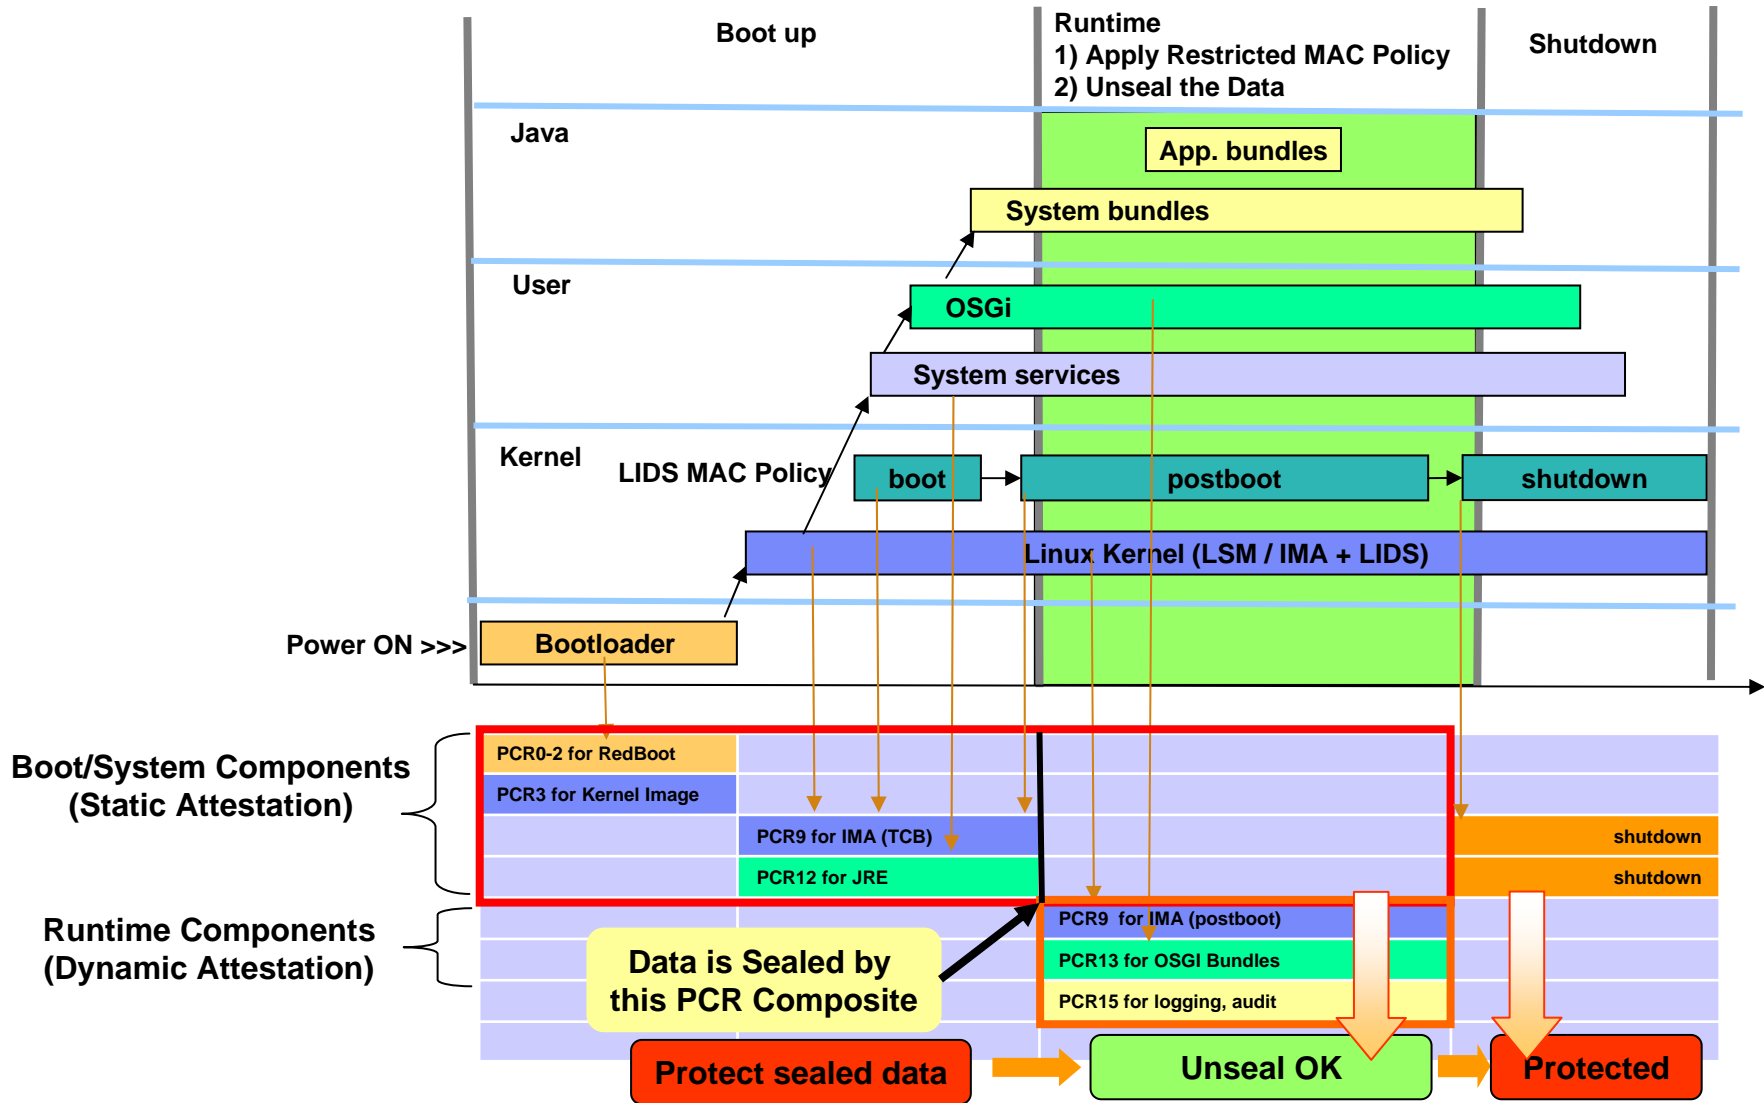 Boot up
Runtime
1) Apply Restricted MAC Policy
2) Unseal the Data
Shutdown
Java
App. bundles
System bundles
User
OSGi
System services
Kernel
LIDS MAC Policy
boot
postboot
shutdown
Linux Kernel (LSM / IMA + LIDS)
Power ON >>>
Bootloader
Boot/System Components
(Static Attestation)
PCR0-2 for RedBoot
PCR3 for Kernel Image
PCR9 for IMA (TCB)
shutdown
PCR12 for JRE
shutdown
Runtime Components
(Dynamic Attestation)
PCR9 for IMA (postboot)
PCR13 for OSGI Bundles
PCR15 for logging, audit
Data is Sealed by
this PCR Composite
Protect sealed data
Unseal OK
Protected